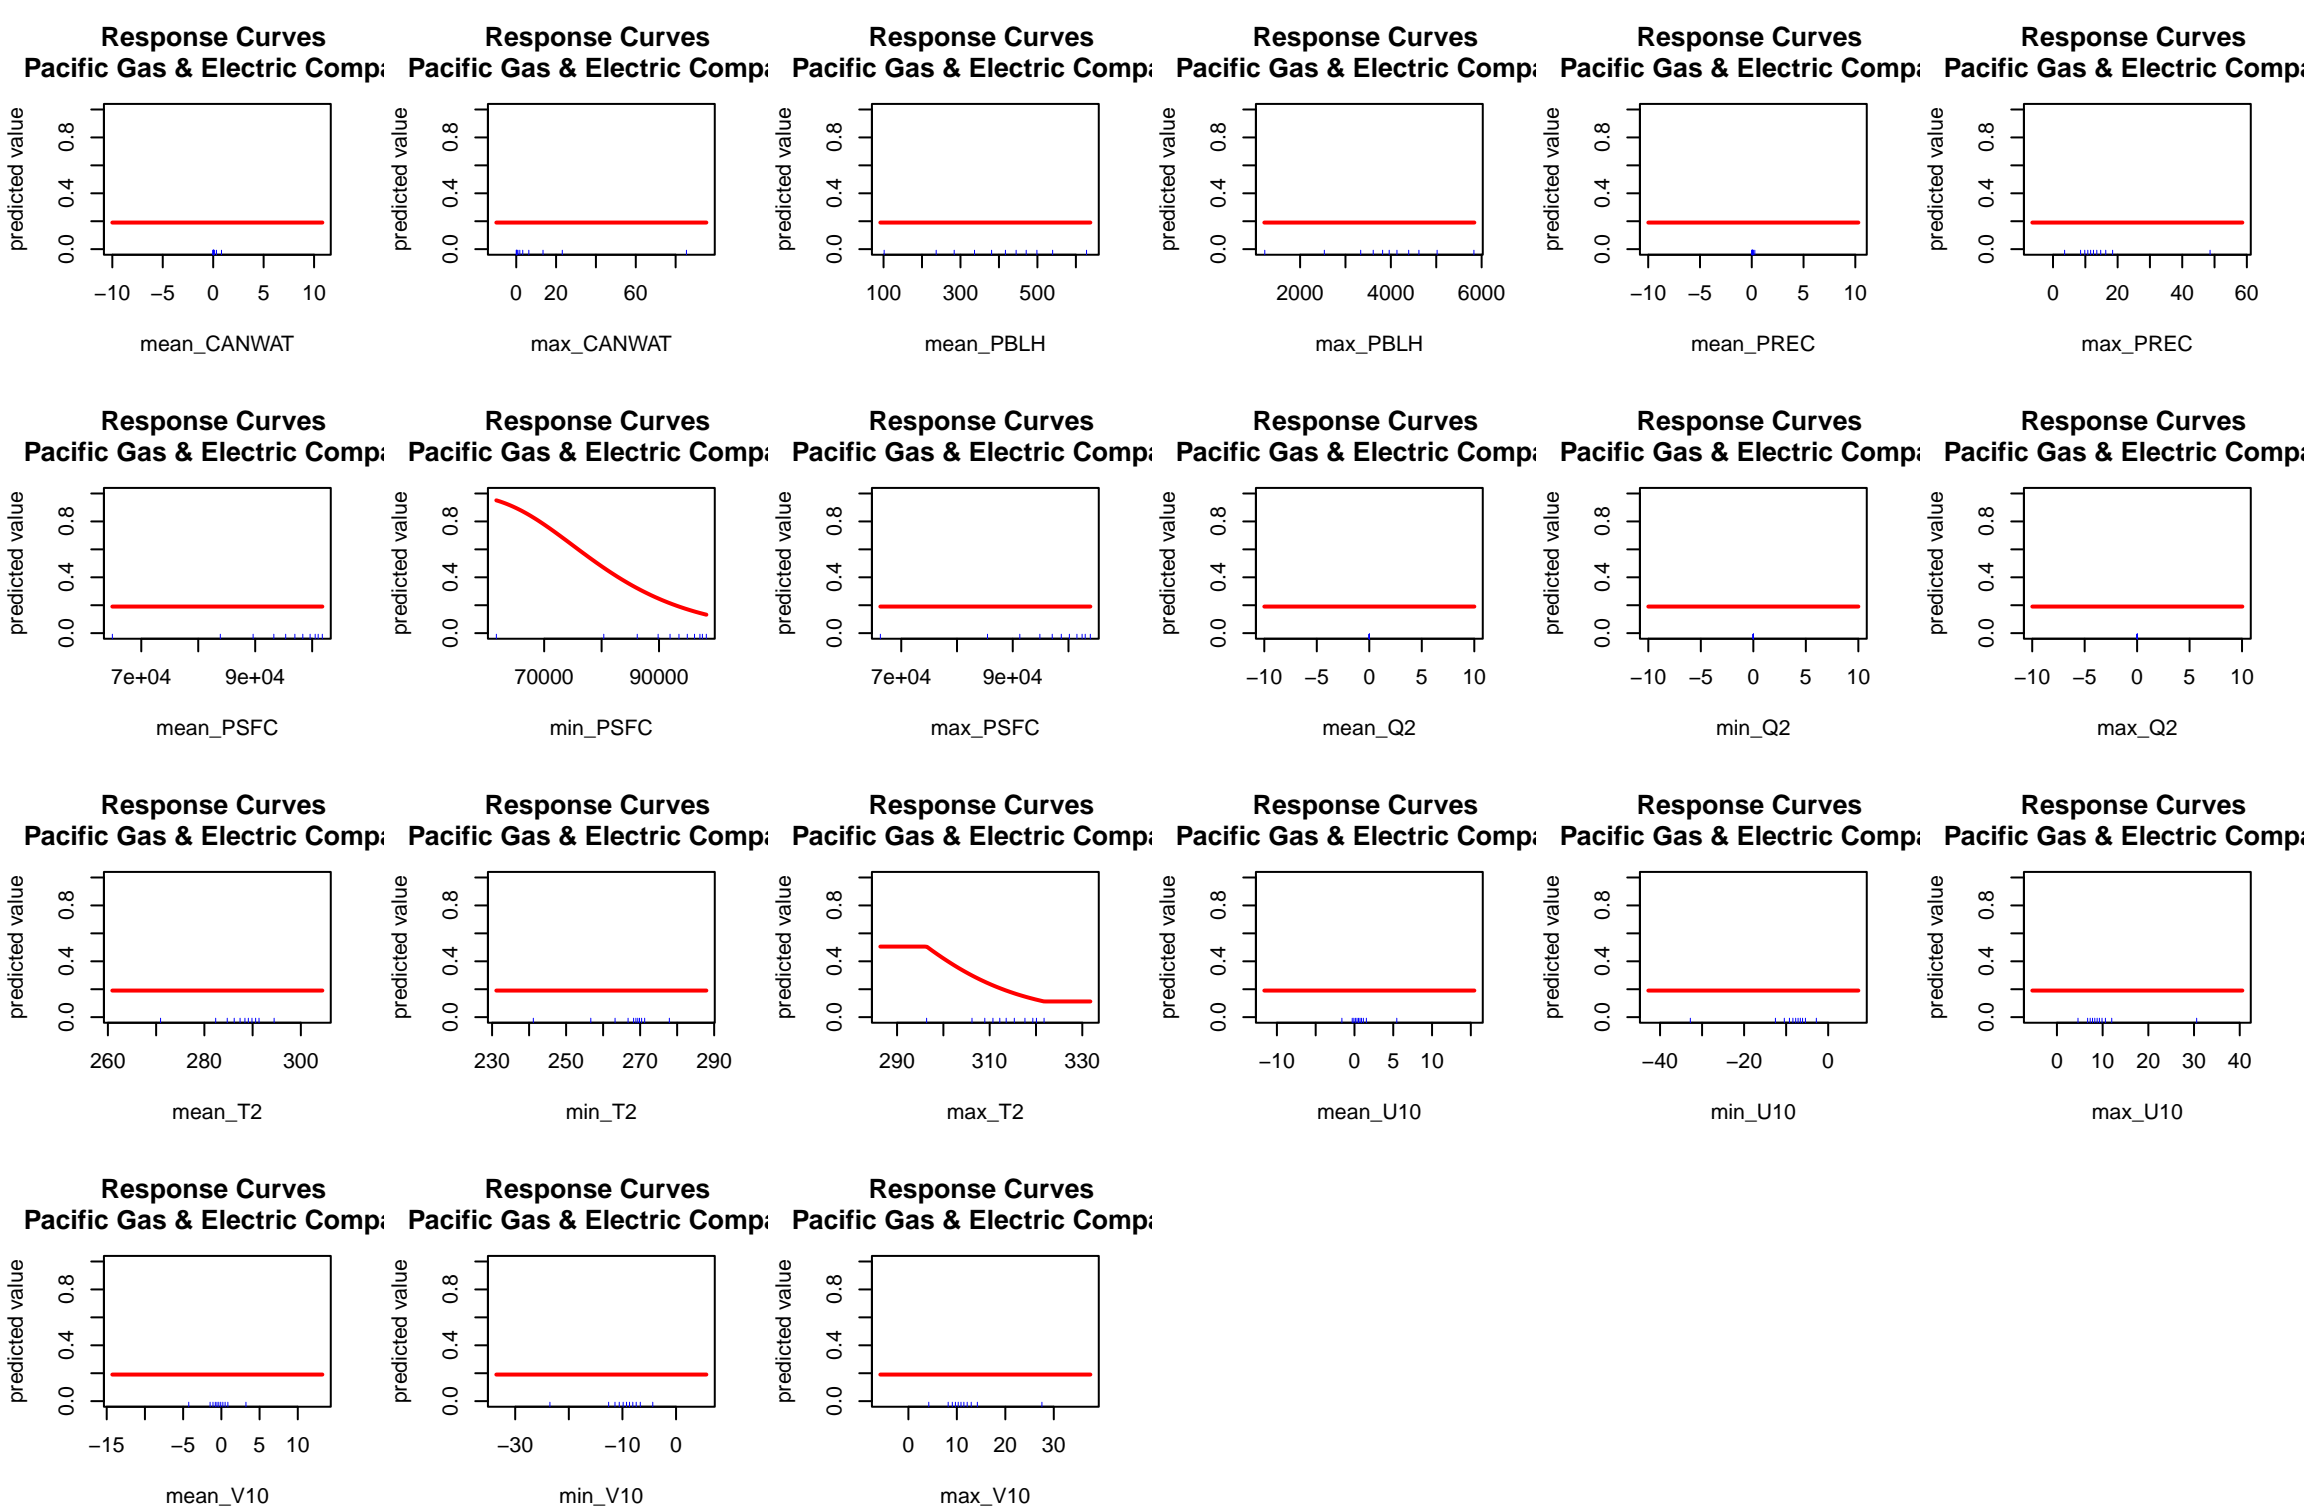 Response Curves
Pacific Gas & Electric Compa
predicted value
0.0 0.4 0.8
−10 −5 0 5 10
mean_CANWAT
Response Curves
Pacific Gas & Electric Compa
predicted value
0.0 0.4 0.8
0 20 60
max_CANWAT
Response Curves
Pacific Gas & Electric Compa
predicted value
0.0 0.4 0.8
100 300 500
mean_PBLH
Response Curves
Pacific Gas & Electric Compa
predicted value
0.0 0.4 0.8
2000 4000 6000
max_PBLH
Response Curves
Pacific Gas & Electric Compa
predicted value
0.0 0.4 0.8
−10 −5 0 5 10
mean_PREC
Response Curves
Pacific Gas & Electric Compa
predicted value
0.0 0.4 0.8
0 20 40 60
max_PREC
Response Curves
Pacific Gas & Electric Compa
predicted value
0.0 0.4 0.8
7e+04 9e+04
mean_PSFC
Response Curves
Pacific Gas & Electric Compa
predicted value
0.0 0.4 0.8
70000 90000
min_PSFC
Response Curves
Pacific Gas & Electric Compa
predicted value
0.0 0.4 0.8
7e+04 9e+04
max_PSFC
Response Curves
Pacific Gas & Electric Compa
predicted value
0.0 0.4 0.8
−10 −5 0 5 10
mean_Q2
Response Curves
Pacific Gas & Electric Compa
predicted value
0.0 0.4 0.8
−10 −5 0 5 10
min_Q2
Response Curves
Pacific Gas & Electric Compa
predicted value
0.0 0.4 0.8
−10 −5 0 5 10
max_Q2
Response Curves
Pacific Gas & Electric Compa
predicted value
0.0 0.4 0.8
260 280 300
mean_T2
Response Curves
Pacific Gas & Electric Compa
predicted value
0.0 0.4 0.8
230 250 270 290
min_T2
Response Curves
Pacific Gas & Electric Compa
predicted value
0.0 0.4 0.8
290 310 330
max_T2
Response Curves
Pacific Gas & Electric Compa
predicted value
0.0 0.4 0.8
−10 0 5 10
mean_U10
Response Curves
Pacific Gas & Electric Compa
predicted value
0.0 0.4 0.8
−40 −20 0
min_U10
Response Curves
Pacific Gas & Electric Compa
predicted value
0.0 0.4 0.8
0 10 20 30 40
max_U10
Response Curves
Pacific Gas & Electric Compa
predicted value
0.0 0.4 0.8
−15 −5 0 5 10
mean_V10
Response Curves
Pacific Gas & Electric Compa
predicted value
0.0 0.4 0.8
−30 −10 0
min_V10
Response Curves
Pacific Gas & Electric Compa
predicted value
0.0 0.4 0.8
0 10 20 30
max_V10